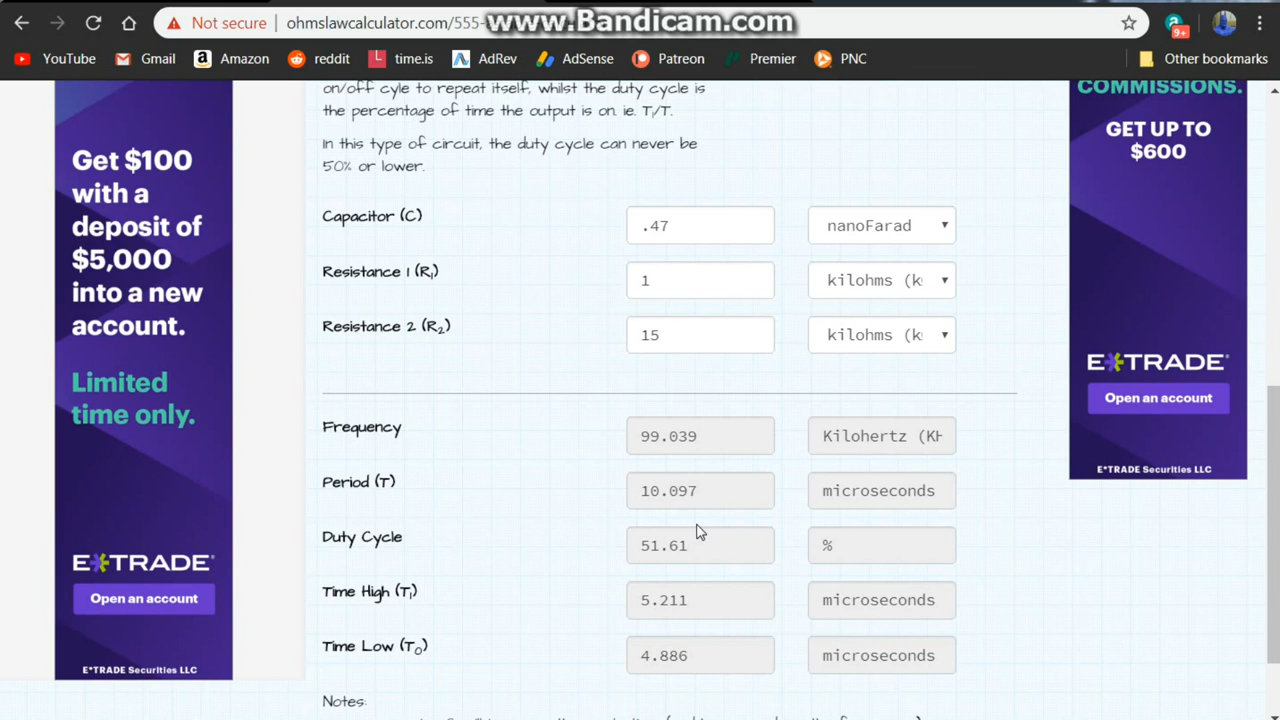 Not secure | ohmslawcalculator.com/555-
www.Bandicam.com
9+
YouTube Gmail Amazon reddit time.is AdRev AdSense Patreon Premier PNC Other bookmarks
on/off cyle to repeat itself, whilst the duty cycle is
the percentage of time the output is on. ie. T₁/T.
In this type of circuit, the duty cycle can never be
50% or lower.
Capacitor (C) .47 nanoFarad
Resistance 1 (R₁) 1 kilohms (k
Resistance 2 (R₂) 15 kilohms (k
Frequency 99.039 Kilohertz (KH
Period (T) 10.097 microseconds
Duty Cycle 51.61 %
Time High (T₁) 5.211 microseconds
Time Low (T₀) 4.886 microseconds
Notes:
Get $100
with a
deposit of
$5,000
into a new
account.
Limited
time only.
E*TRADE
Open an account
E*TRADE Securities LLC
COMMISSIONS.
GET UP TO
$600
E*TRADE
Open an account
E*TRADE Securities LLC